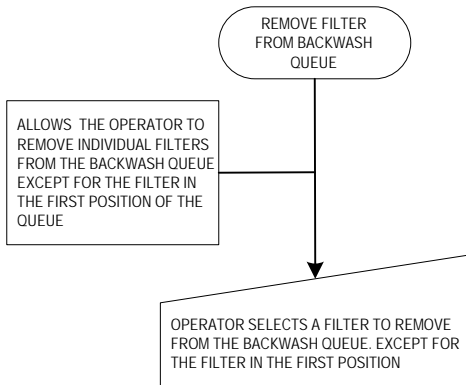 REMOVE FILTER
FROM BACKWASH
QUEUE
ALLOWS THE OPERATOR TO
REMOVE INDIVIDUAL FILTERS
FROM THE BACKWASH QUEUE
EXCEPT FOR THE FILTER IN
THE FIRST POSITION OF THE
QUEUE
OPERATOR SELECTS A FILTER TO REMOVE
FROM THE BACKWASH QUEUE. EXCEPT FOR
THE FILTER IN THE FIRST POSITION